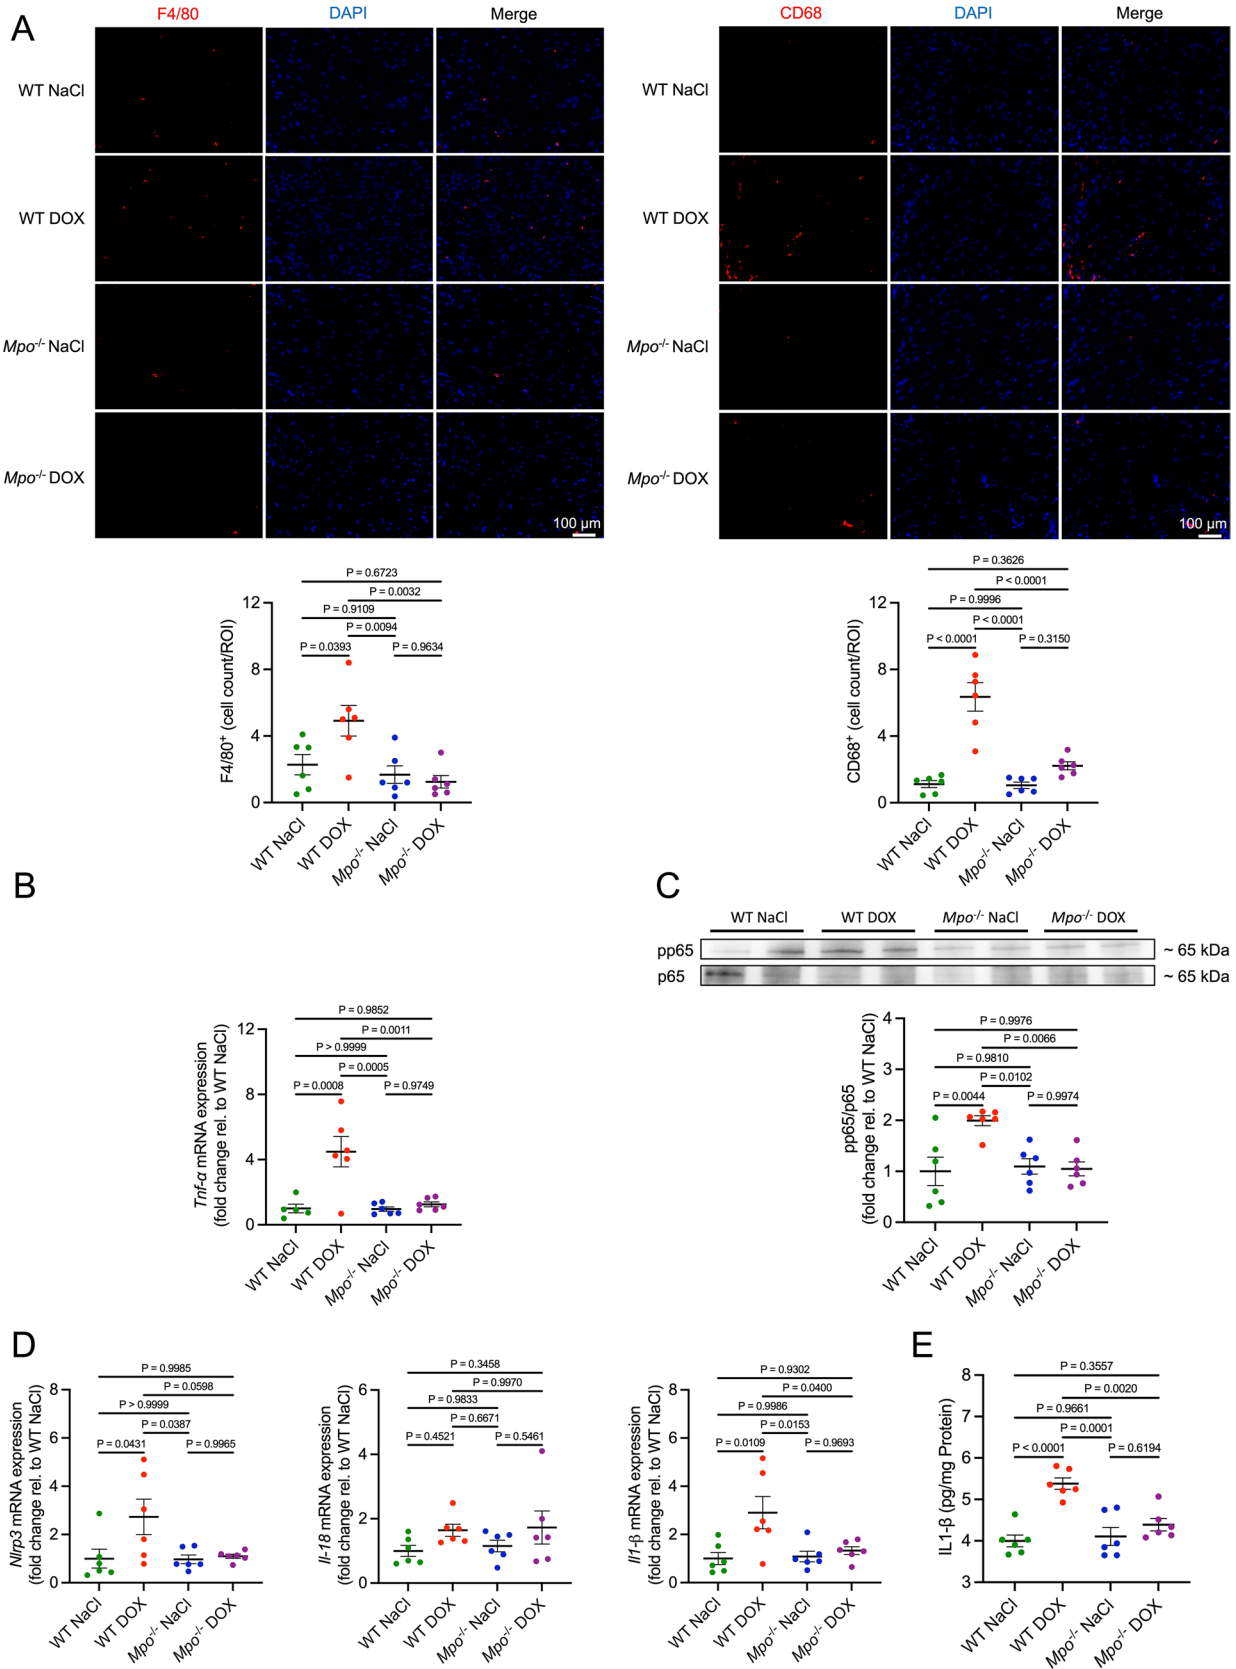 A
F4/80 DAPI Merge
CD68 DAPI Merge
WT NaCl
WT DOX
Mpo-/- NaCl
Mpo-/- DOX
100 µm
WT NaCl
WT DOX
Mpo-/- NaCl
Mpo-/- DOX
100 µm
P = 0.6723
P = 0.0032
P = 0.9109
P = 0.0094
P = 0.0393 P = 0.9634
F4/80+ (cell count/ROI)
12
8
4
0
WT NaCl WT DOX Mpo-/- NaCl Mpo-/- DOX
P = 0.3626
P < 0.0001
P = 0.9996
P < 0.0001
P < 0.0001 P = 0.3150
CD68+ (cell count/ROI)
12
8
4
0
WT NaCl WT DOX Mpo-/- NaCl Mpo-/- DOX
B
P = 0.9852
P = 0.0011
P > 0.9999
P = 0.0005
P = 0.0008 P = 0.9749
Tnf-α mRNA expression
(fold change rel. to WT NaCl)
12
8
4
0
WT NaCl WT DOX Mpo-/- NaCl Mpo-/- DOX
C
WT NaCl WT DOX Mpo-/- NaCl Mpo-/- DOX
pp65 ~ 65 kDa
p65 ~ 65 kDa
P = 0.9976
P = 0.0066
P = 0.9810
P = 0.0102
P = 0.0044 P = 0.9974
pp65/p65
(fold change rel. to WT NaCl)
4
3
2
1
0
WT NaCl WT DOX Mpo-/- NaCl Mpo-/- DOX
D
P = 0.9985
P = 0.0598
P > 0.9999
P = 0.0387
P = 0.0431 P = 0.9965
Nlrp3 mRNA expression
(fold change rel. to WT NaCl)
8
6
4
2
0
WT NaCl WT DOX Mpo-/- NaCl Mpo-/- DOX
P = 0.3458
P = 0.9970
P = 0.9833
P = 0.6671
P = 0.4521 P = 0.5461
Il-18 mRNA expression
(fold change rel. to WT NaCl)
6
4
2
0
WT NaCl WT DOX Mpo-/- NaCl Mpo-/- DOX
P = 0.9302
P = 0.0400
P = 0.9986
P = 0.0153
P = 0.0109 P = 0.9693
Il1-β mRNA expression
(fold change rel. to WT NaCl)
8
6
4
2
0
WT NaCl WT DOX Mpo-/- NaCl Mpo-/- DOX
E
P = 0.3557
P = 0.0020
P = 0.9661
P = 0.0001
P < 0.0001 P = 0.6194
IL1-β (pg/mg Protein)
8
7
6
5
4
3
WT NaCl WT DOX Mpo-/- NaCl Mpo-/- DOX